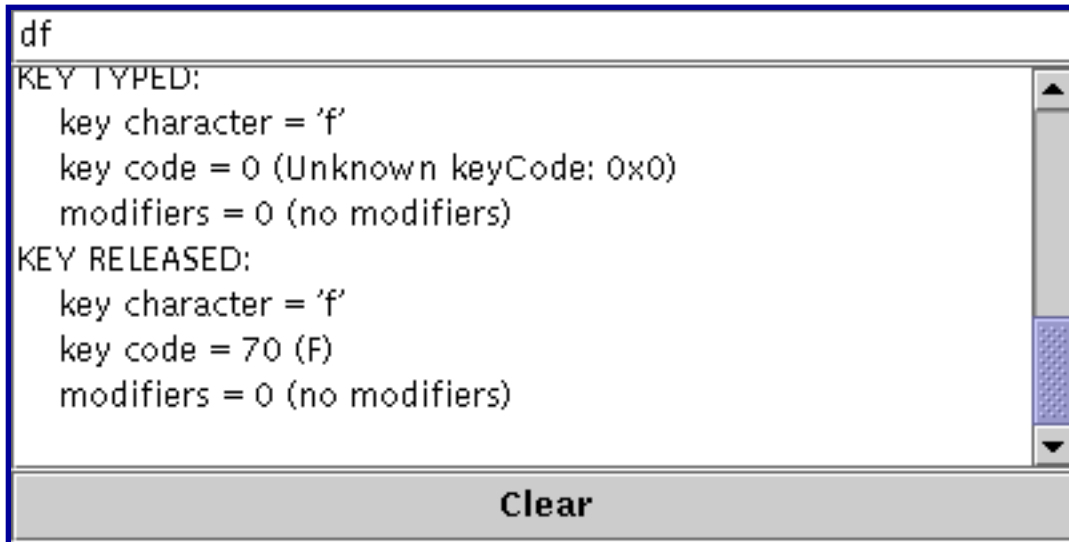 df
KEY TYPED:
key character = 'f'
key code = 0 (Unknown keyCode: 0x0)
modifiers = 0 (no modifiers)
KEY RELEASED:
key character = 'f'
key code = 70 (F)
modifiers = 0 (no modifiers)
Clear